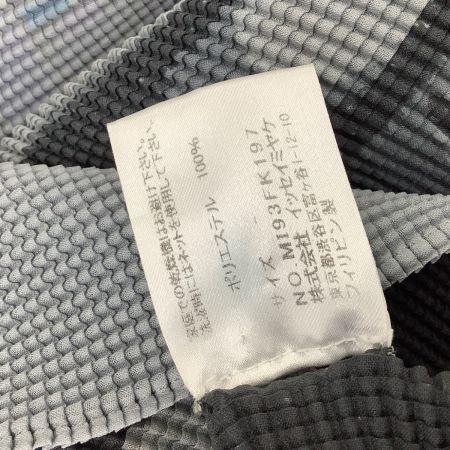 家庭での乾燥機はお避け下さい。
洗濯時にはネットを使用して下さい。
ポリエステル 100%
サイズ -
NO. MI93FK197
株式会社 イッセイミヤケ
東京都渋谷区富ヶ谷1-12-10
フィリピン製